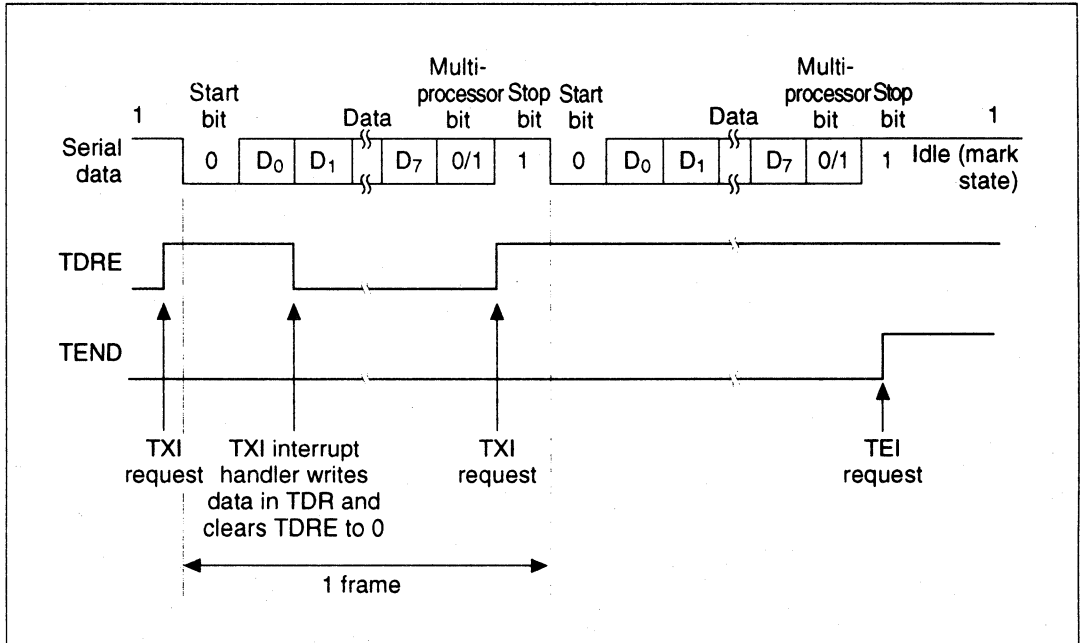 Multi- Multi-
Start processor Stop Start processor Stop
1 bit Data bit bit bit Data bit bit 1
Serial data 0 D0 D1 D7 0/1 1 0 D0 D1 D7 0/1 1 Idle (mark state)
TDRE
TEND
TXI request
TXI interrupt
handler writes
data in TDR and
clears TDRE to 0
TXI request
TEI request
1 frame